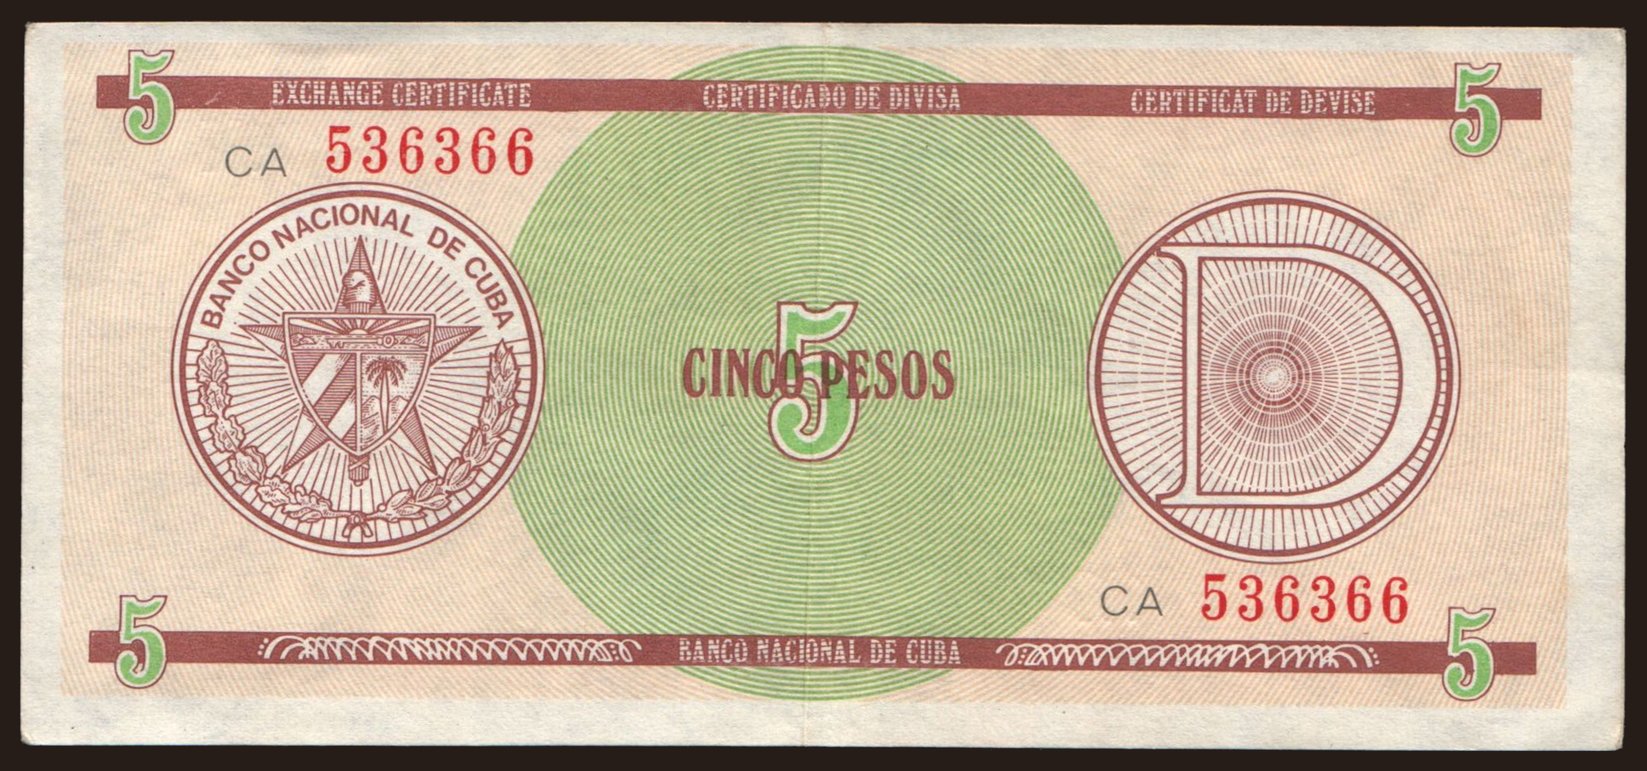 5 EXCHANGE CERTIFICATE CERTIFICADO DE DIVISA CERTIFICAT DE DEVISE 5
CA 536366
BANCO NACIONAL DE CUBA
5
CINCO PESOS
D
CA 536366
5 BANCO NACIONAL DE CUBA 5